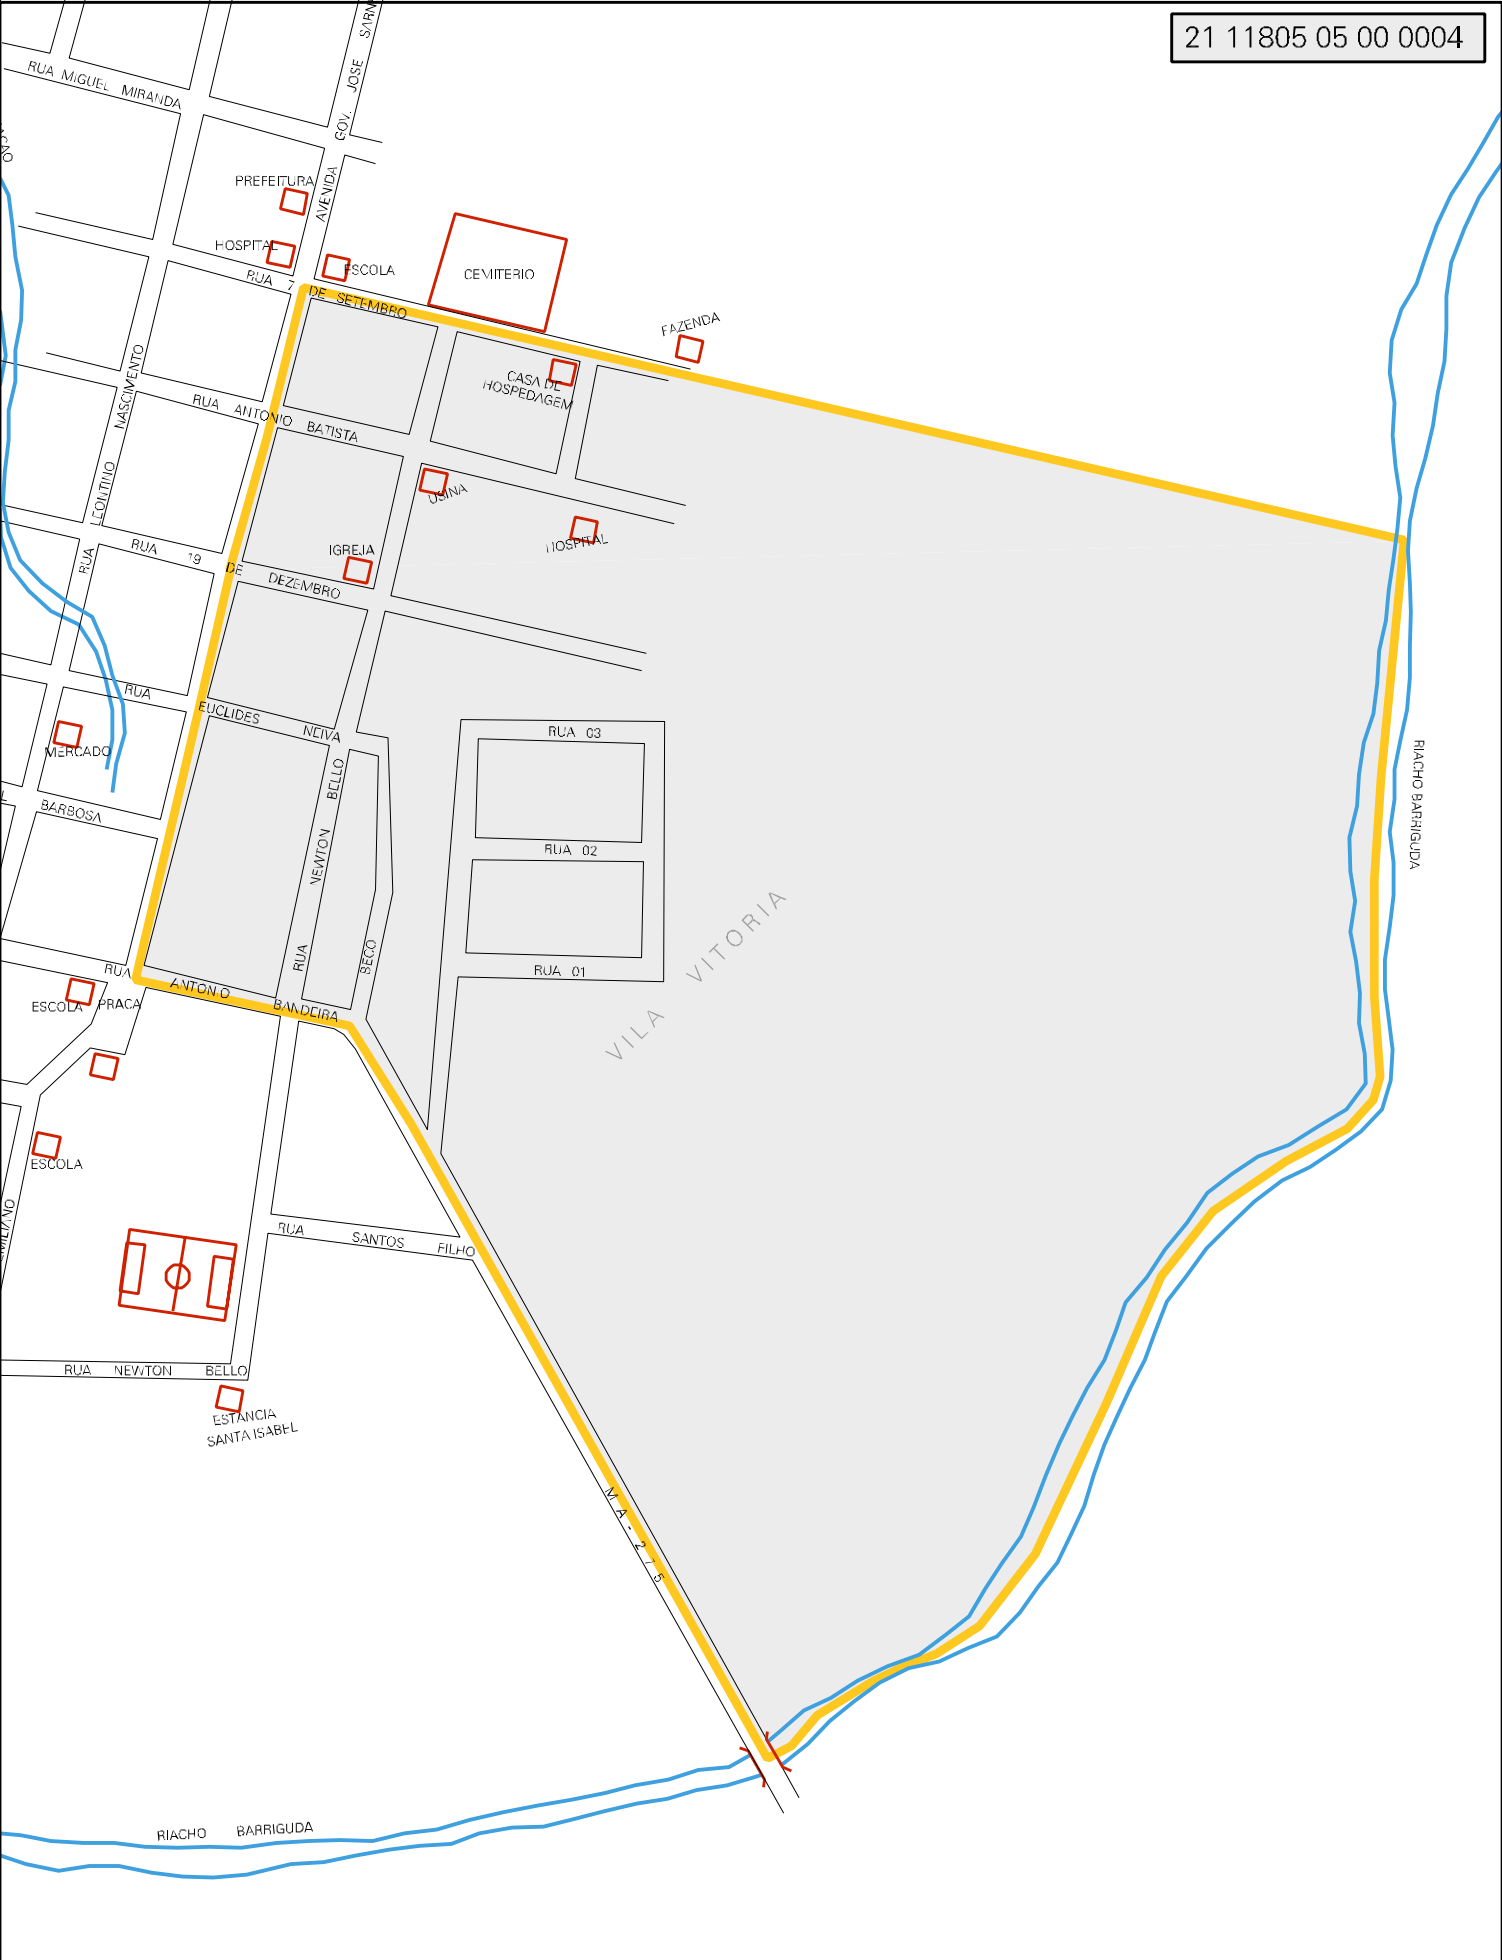 21 11805 05 00 0004
AVENIDA GOV. JOSE
RUA MIGUEL MIRANDA
PREFEITURA
HOSPITAL
ESCOLA
CEMITERIO
RUA 7 DE SETEMBRO
FAZENDA
CASA DE
HOSPEDAGEM
RUA ANTONIO BATISTA
RUA LEONTINO NASCIMENTO
USINA
HOSPITAL
IGREJA
RUA 19 DE DEZEMBRO
RUA EUCLIDES NEIVA
MERCADO
BARBOSA
RUA 03
RUA 02
RUA 01
RUA NEWTON BELLO
BECO
VILA VITORIA
RIACHO BARRIGUDA
RUA ANTONIO BANDEIRA
ESCOLA
PRACA
ESCOLA
RUA SANTOS FILHO
RUA NEWTON BELLO
ESTANCIA
SANTA ISABEL
MA-275
RIACHO BARRIGUDA